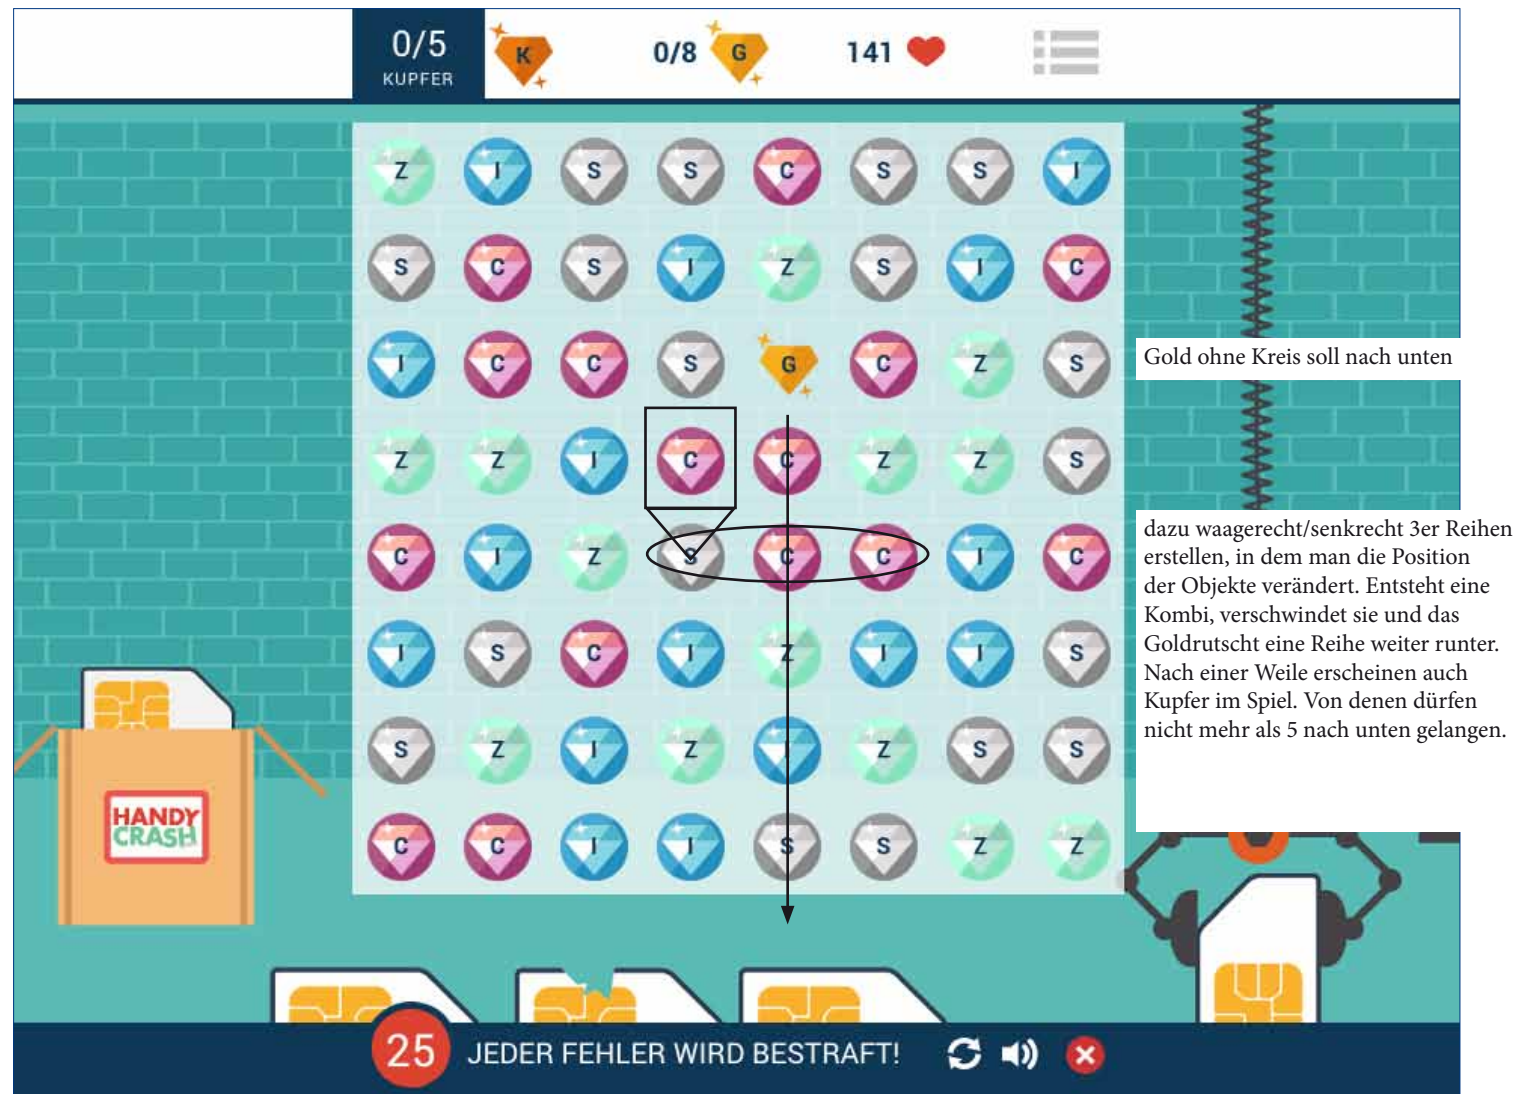 0/5
KUPFER
K
0/8
G
141
Z I S S C S S I
S C S I Z S I C
I C C S G C Z S
Gold ohne Kreis soll nach unten
Z Z I C C Z Z S
C I Z S C C I C
dazu waagerecht/senkrecht 3er Reihen
erstellen, in dem man die Position
der Objekte verändert. Entsteht eine
Kombi, verschwindet sie und das
Goldrutscht eine Reihe weiter runter.
Nach einer Weile erscheinen auch
Kupfer im Spiel. Von denen dürfen
nicht mehr als 5 nach unten gelangen.
I S C I Z I I S
S Z I Z I Z S S
C C I I S S Z Z
HANDY
CRASH
25
JEDER FEHLER WIRD BESTRAFT!